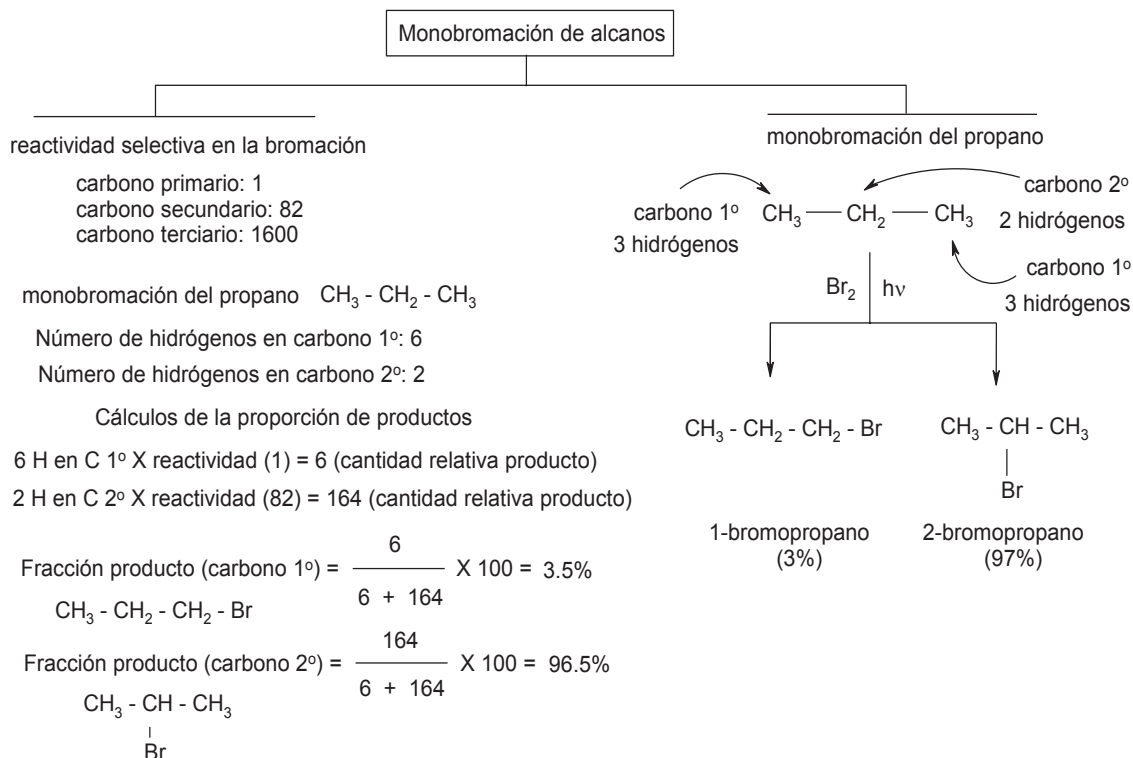 Monobromación de alcanos
reactividad selectiva en la bromación
carbono primario: 1
carbono secundario: 82
carbono terciario: 1600
monobromación del propano CH₃ - CH₂ - CH₃
Número de hidrógenos en carbono 1º: 6
Número de hidrógenos en carbono 2º: 2
Cálculos de la proporción de productos
6 H en C 1º X reactividad (1) = 6 (cantidad relativa producto)
2 H en C 2º X reactividad (82) = 164 (cantidad relativa producto)
6
Fracción producto (carbono 1º) = X 100 = 3.5%
6 + 164
CH₃ - CH₂ - CH₂ - Br
164
Fracción producto (carbono 2º) = X 100 = 96.5%
6 + 164
CH₃ - CH - CH₃
Br
monobromación del propano
carbono 1º
3 hidrógenos
CH₃ — CH₂ — CH₃
carbono 2º
2 hidrógenos
carbono 1º
3 hidrógenos
Br₂ hν
CH₃ - CH₂ - CH₂ - Br
1-bromopropano
(3%)
CH₃ - CH - CH₃
Br
2-bromopropano
(97%)